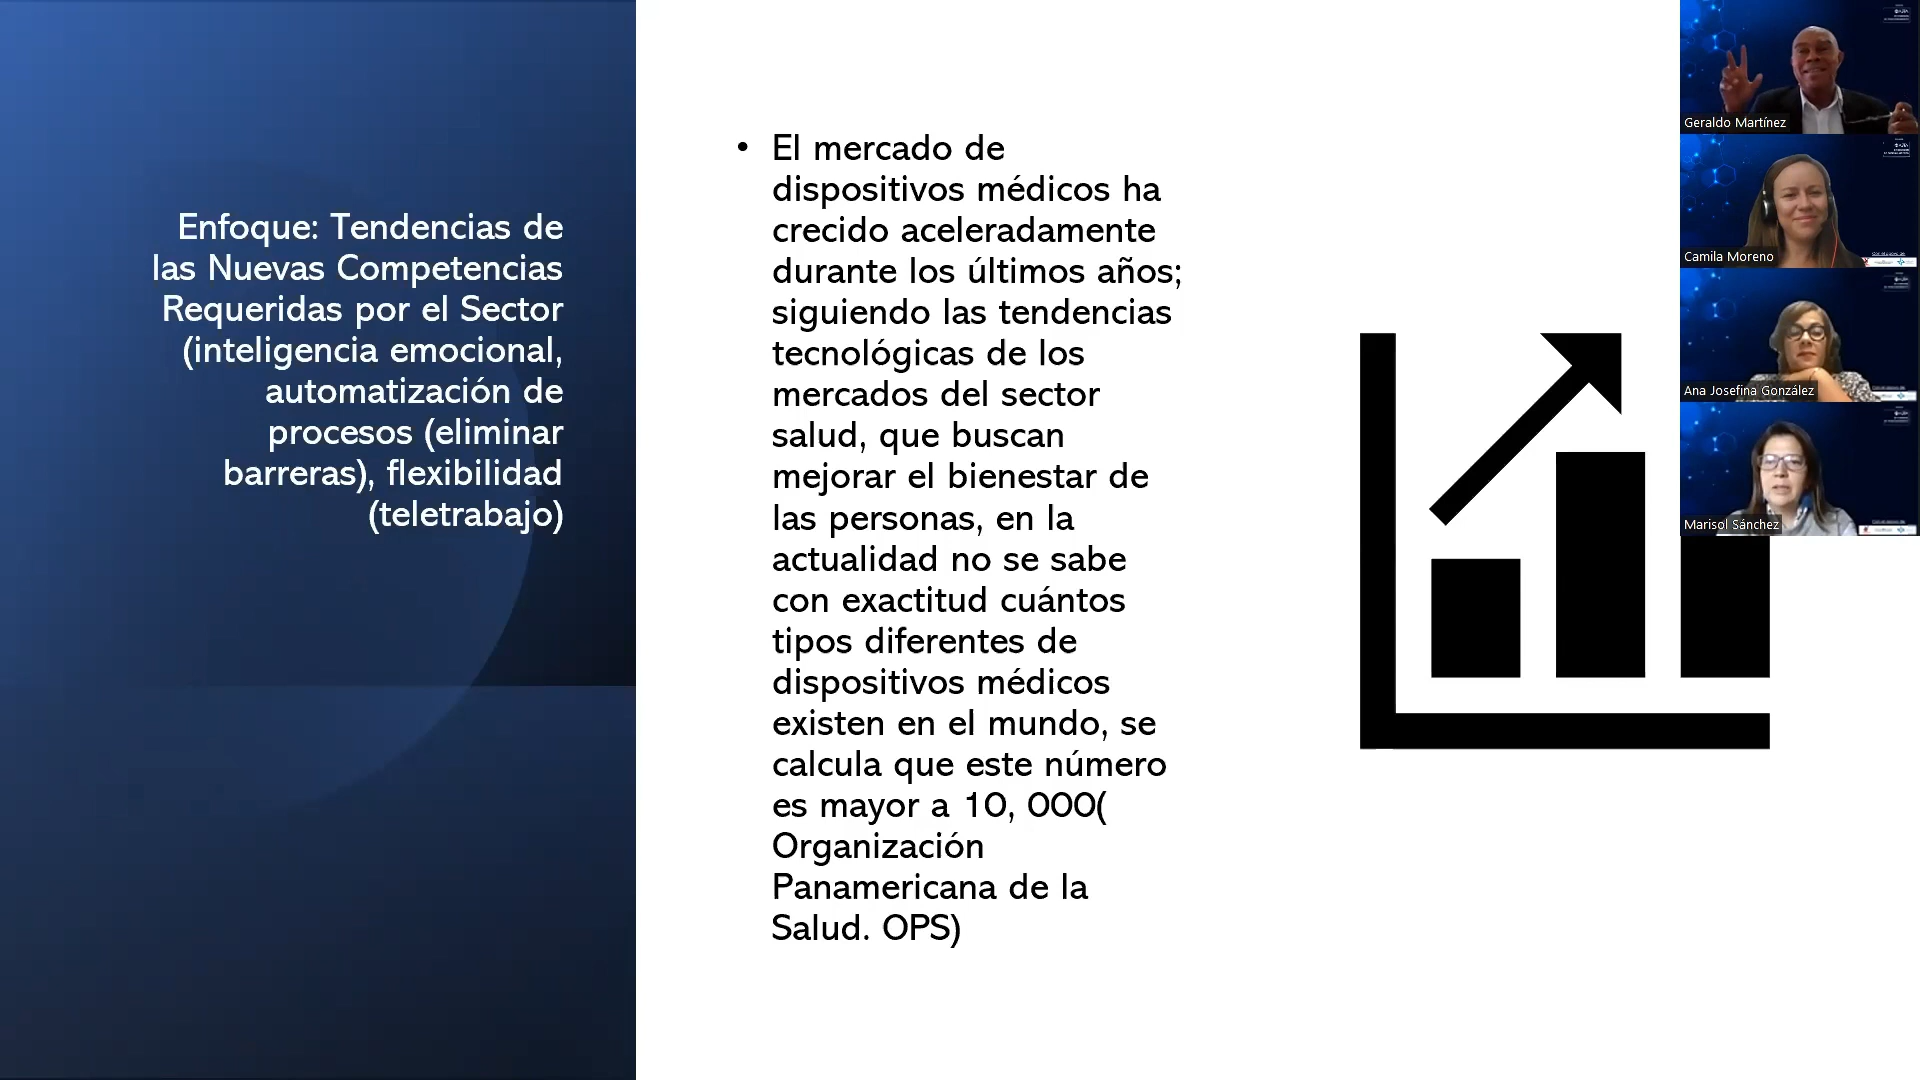 Enfoque: Tendencias de
las Nuevas Competencias
Requeridas por el Sector
(inteligencia emocional,
automatización de
procesos (eliminar
barreras), flexibilidad
(teletrabajo)
• El mercado de
dispositivos médicos ha
crecido aceleradamente
durante los últimos años;
siguiendo las tendencias
tecnológicas de los
mercados del sector
salud, que buscan
mejorar el bienestar de
las personas, en la
actualidad no se sabe
con exactitud cuántos
tipos diferentes de
dispositivos médicos
existen en el mundo, se
calcula que este número
es mayor a 10, 000(
Organización
Panamericana de la
Salud. OPS)
Geraldo Martínez
Camila Moreno
Ana Josefina González
Marisol Sánchez